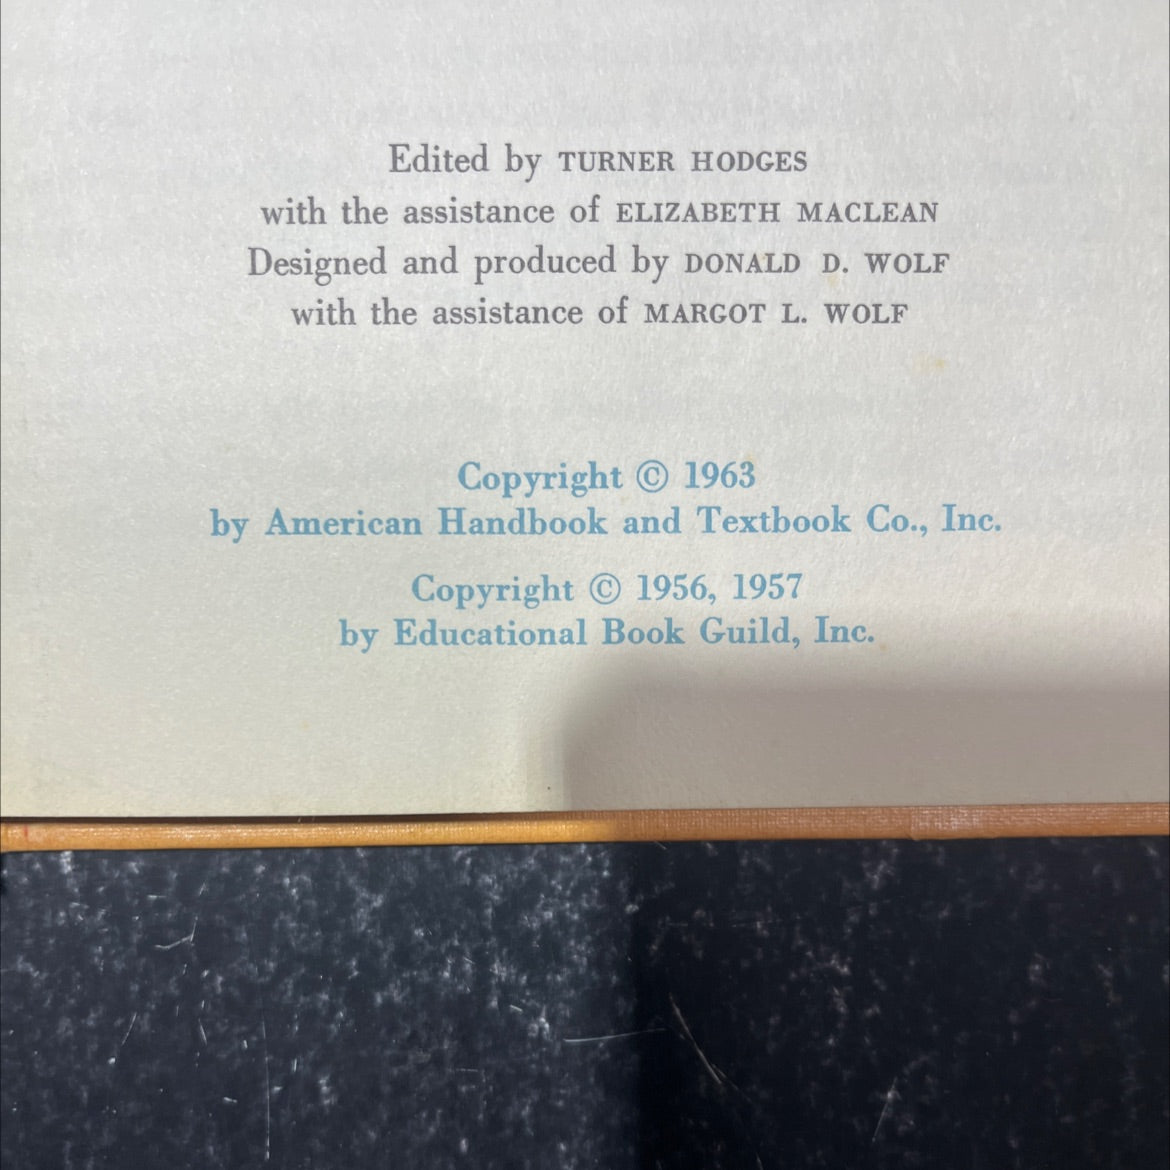 Edited by TURNER HODGES
with the assistance of ELIZABETH MACLEAN
Designed and produced by DONALD D. WOLF
with the assistance of MARGOT L. WOLF
Copyright © 1963
by American Handbook and Textbook Co., Inc.
Copyright © 1956, 1957
by Educational Book Guild, Inc.